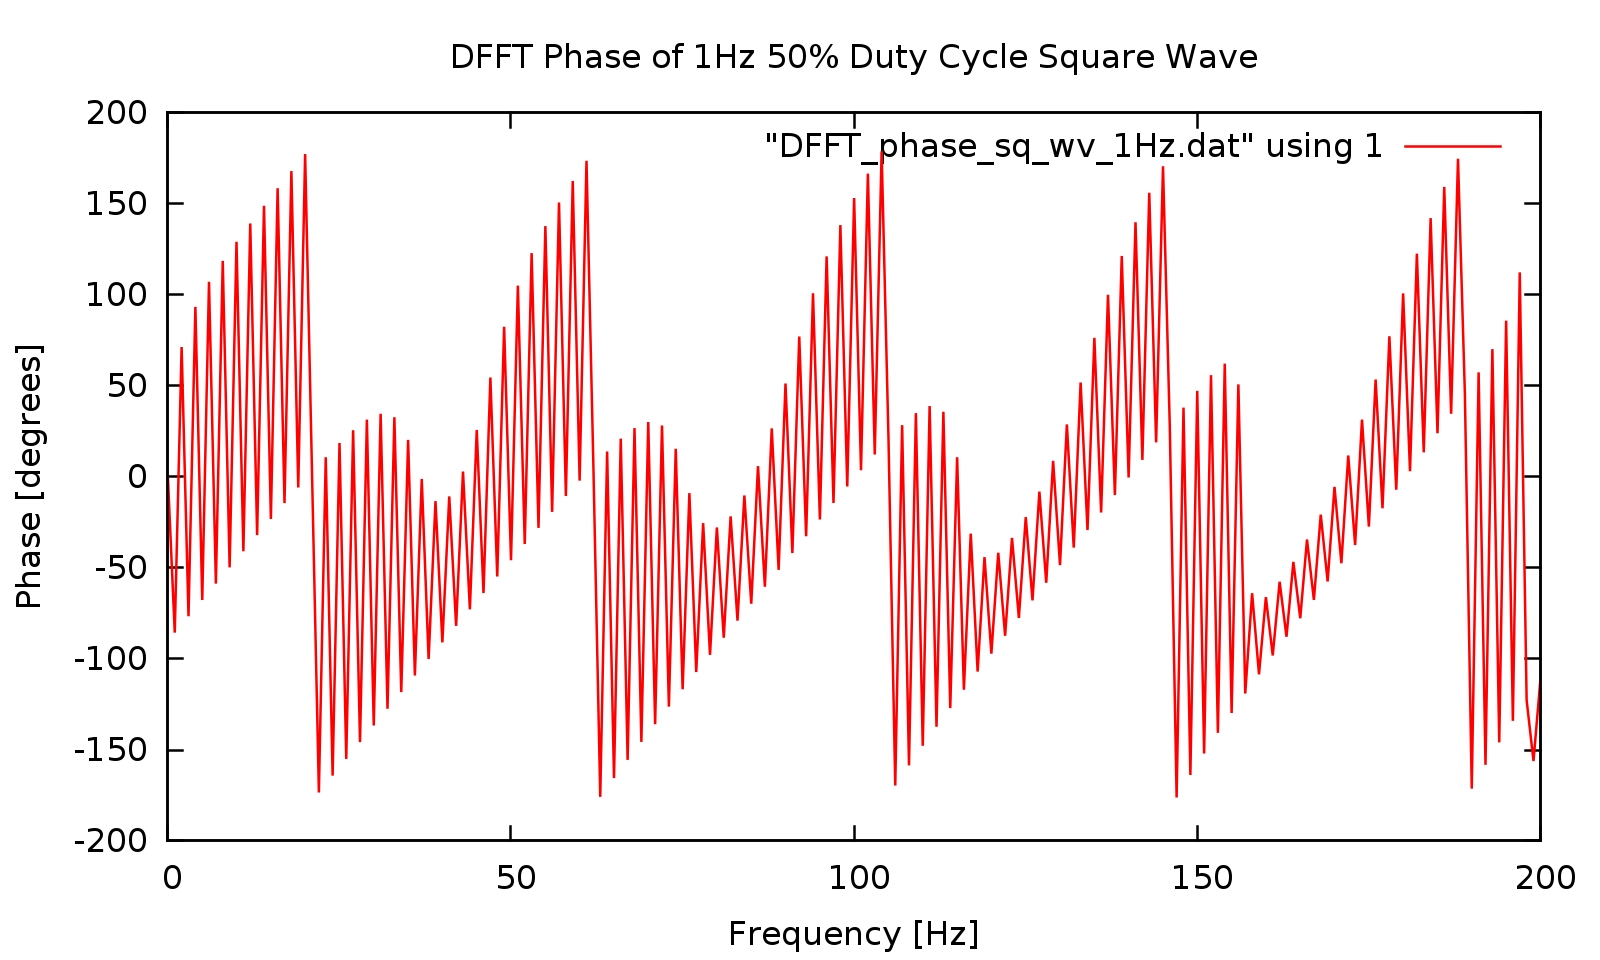 DFFT Phase of 1Hz 50% Duty Cycle Square Wave
"DFFT_phase_sq_wv_1Hz.dat" using 1
200
150
100
50
0
-50
-100
-150
-200
Phase [degrees]
0 50 100 150 200
Frequency [Hz]